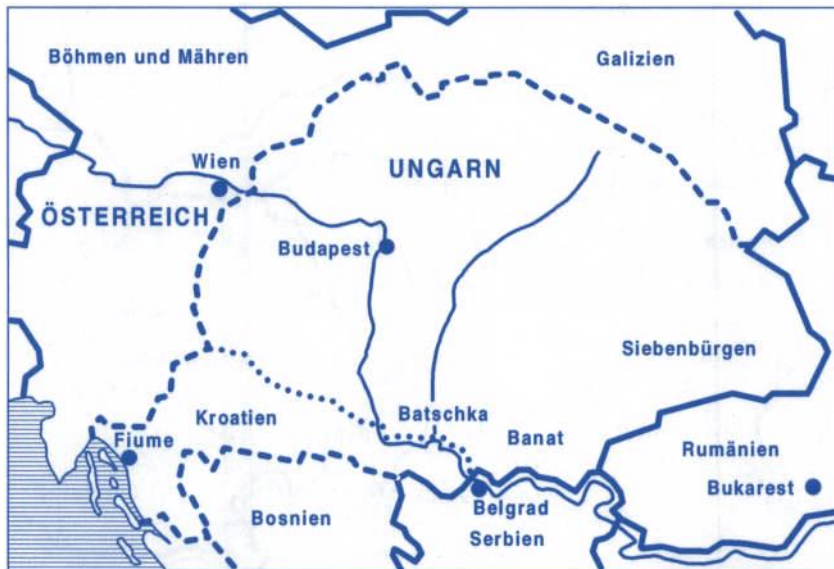 Böhmen und Mähren
Galizien
Wien
UNGARN
ÖSTERREICH
Budapest
Siebenbürgen
Kroatien
Batschka
Fiume
Banat
Rumänien
Bukarest
Bosnien
Belgrad
Serbien